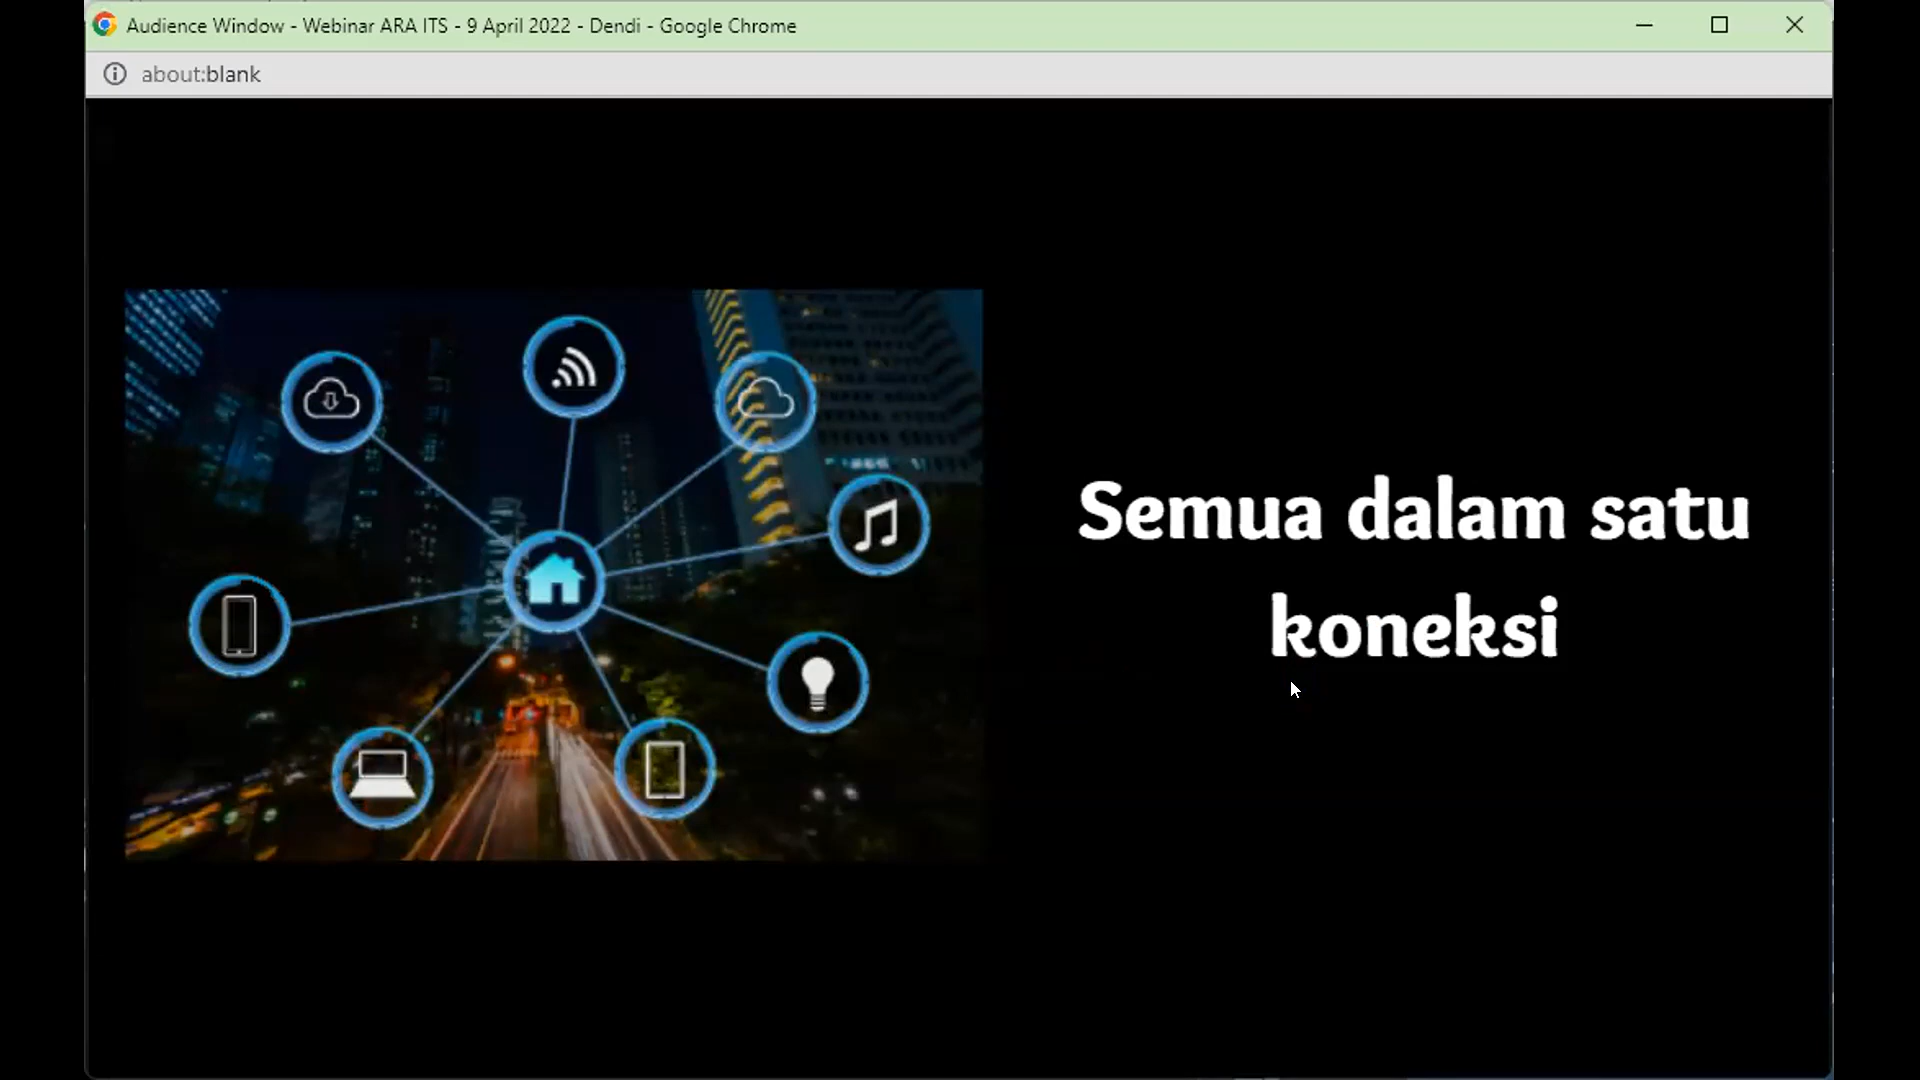 Audience Window - Webinar ARA ITS - 9 April 2022 - Dendi - Google Chrome
about:blank
Semua dalam satu
koneksi